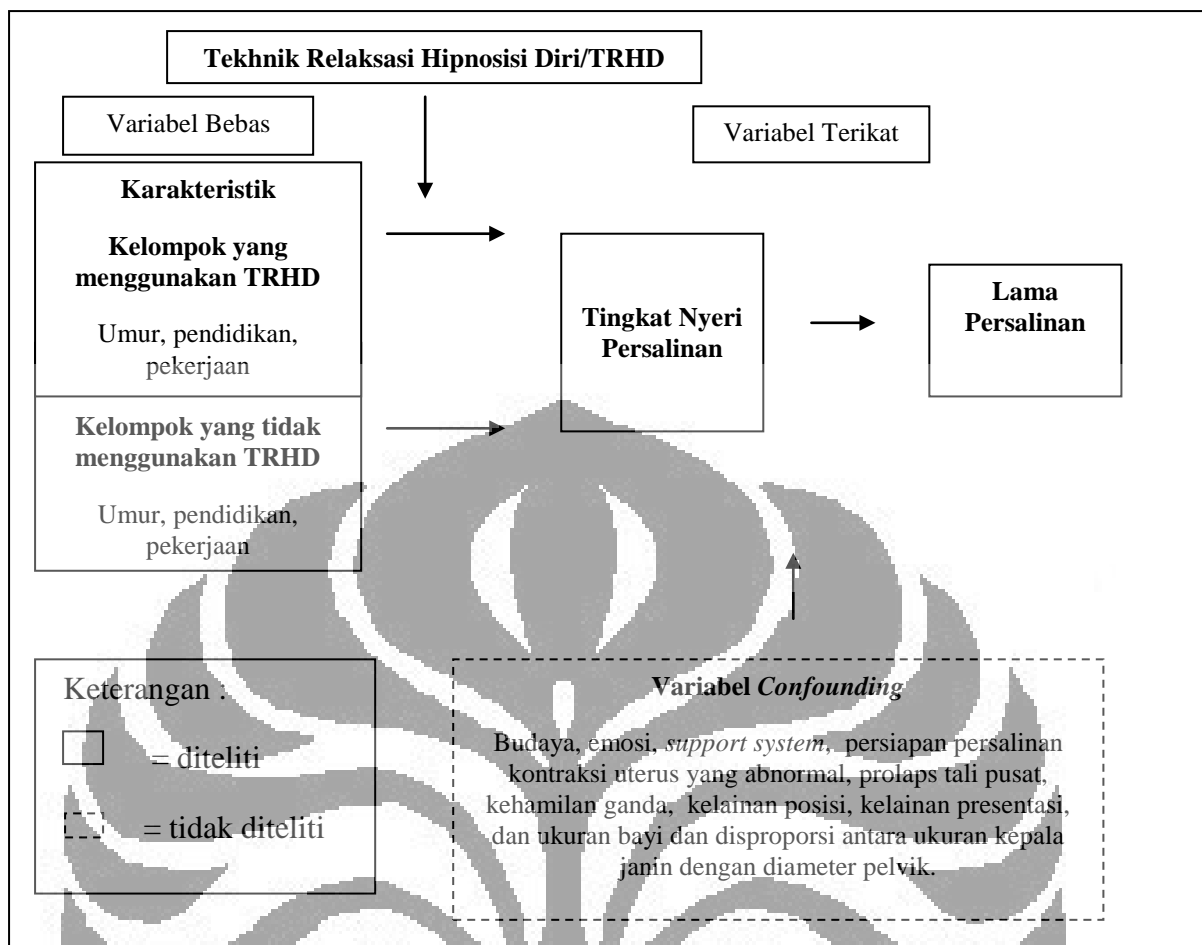 Tekhnik Relaksasi Hipnosisi Diri/TRHD
Variabel Bebas
Variabel Terikat
Karakteristik
Kelompok yang
menggunakan TRHD
Umur, pendidikan,
pekerjaan
Kelompok yang tidak
menggunakan TRHD
Umur, pendidikan,
pekerjaan
Tingkat Nyeri
Persalinan
Lama
Persalinan
Keterangan :
= diteliti
= tidak diteliti
Variabel Confounding
Budaya, emosi, support system, persiapan persalinan
kontraksi uterus yang abnormal, prolaps tali pusat,
kehamilan ganda, kelainan posisi, kelainan presentasi,
dan ukuran bayi dan disproporsi antara ukuran kepala
janin dengan diameter pelvik.